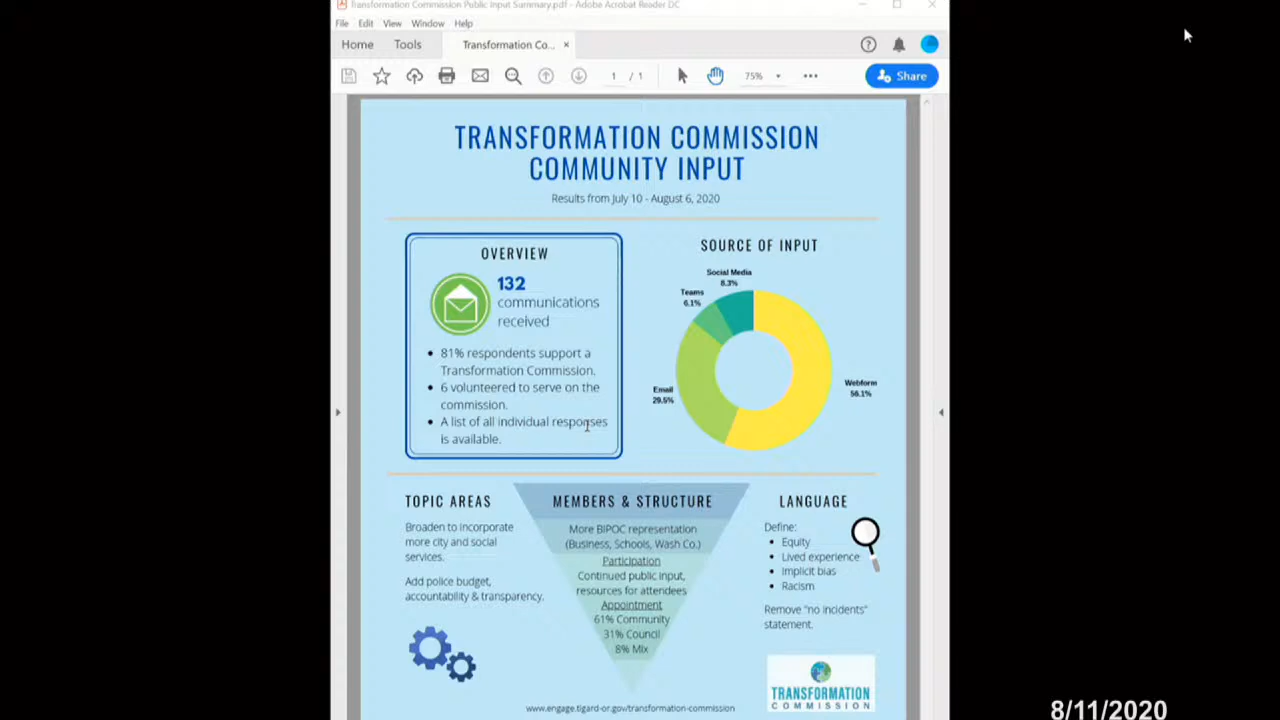 Transformation Commission Public Input Summary.pdf - Adobe Acrobat Reader DC
File Edit View Window Help
Home Tools Transformation Co... ×
1 / 1 75% Share
TRANSFORMATION COMMISSION
COMMUNITY INPUT
Results from July 10 - August 6, 2020
OVERVIEW
132
communications
received
• 81% respondents support a
Transformation Commission.
• 6 volunteered to serve on the
commission.
• A list of all individual responses
is available.
SOURCE OF INPUT
Social Media
8.3%
Teams
6.1%
Email
29.5%
Webform
56.1%
TOPIC AREAS
Broaden to incorporate
more city and social
services.
Add police budget,
accountability & transparency.
MEMBERS & STRUCTURE
More BIPOC representation
(Business, Schools, Wash Co.)
Participation
Continued public input,
resources for attendees
Appointment
61% Community
31% Council
8% Mix
LANGUAGE
Define:
• Equity
• Lived experience
• Implicit bias
• Racism
Remove "no incidents"
statement.
TRANSFORMATION
COMMISSION
www.engage.tigard-or.gov/transformation-commission
8/11/2020